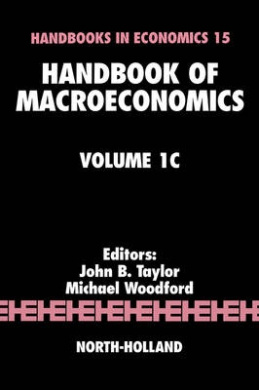 HANDBOOKS IN ECONOMICS 15
HANDBOOK OF
MACROECONOMICS
VOLUME 1C
Editors:
John B. Taylor
Michael Woodford
NORTH-HOLLAND